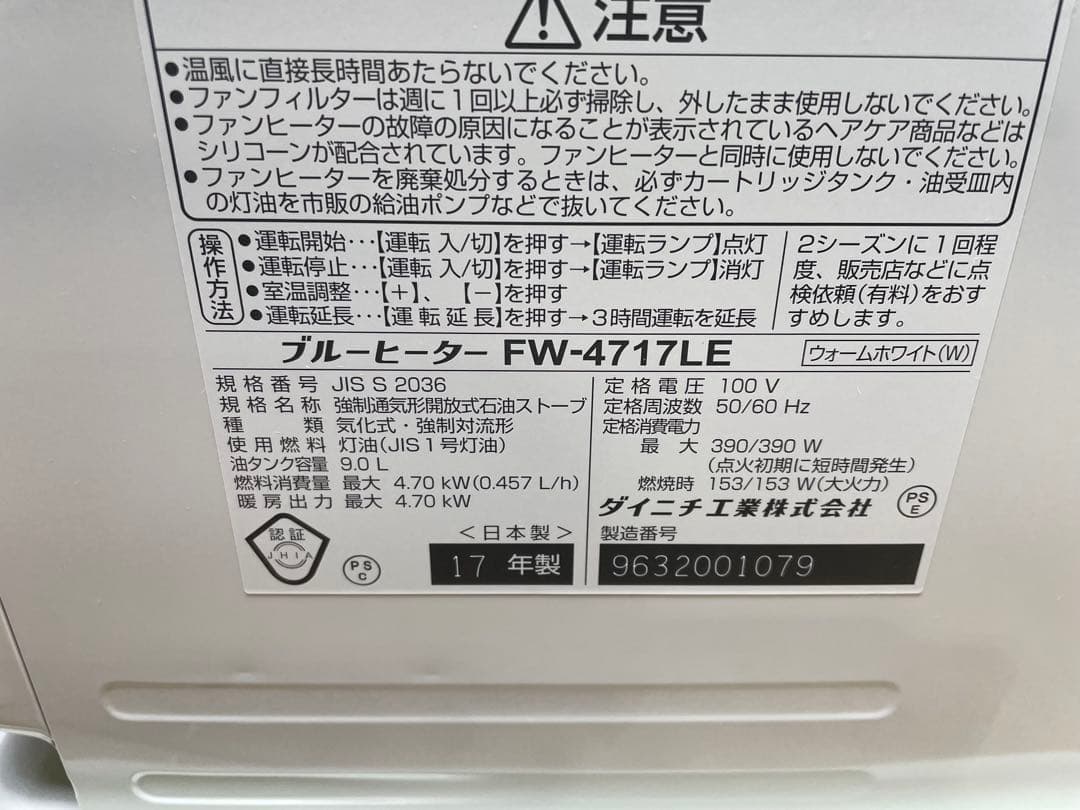 注意
●温風に直接長時間あたらないでください。
●ファンフィルターは週に1回以上必ず掃除し、外したまま使用しないでください。
●ファンヒーターの故障の原因になることが表示されているヘアケア商品などは
シリコーンが配合されています。ファンヒーターと同時に使用しないでください。
●ファンヒーターを廃棄処分するときは、必ずカートリッジタンク・油受皿内
の灯油を市販の給油ポンプなどで抜いてください。
操作方法
●運転開始･･･【運転 入/切】を押す→【運転ランプ】点灯
●運転停止･･･【運転 入/切】を押す→【運転ランプ】消灯
●室温調整･･･【＋】、【－】を押す
●運転延長･･･【運転延長】を押す→3時間運転を延長
2シーズンに1回程
度、販売店などに点
検依頼(有料)をおす
すめします。
ブルーヒーター FW-4717LE ウォームホワイト(W)
規格番号 JIS S 2036
規格名称 強制通気形開放式石油ストーブ
種類 気化式・強制対流形
使用燃料 灯油(JIS1号灯油)
油タンク容量 9.0 L
燃料消費量 最大 4.70 kW(0.457 L/h)
暖房出力 最大 4.70 kW
認証
JHIA
PS
C
<日本製>
17 年製
定格電圧 100 V
定格周波数 50/60 Hz
定格消費電力
最大 390/390 W
(点火初期に短時間発生)
燃焼時 153/153 W(大火力)
ダイニチ工業株式会社
PS
E
製造番号
9632001079